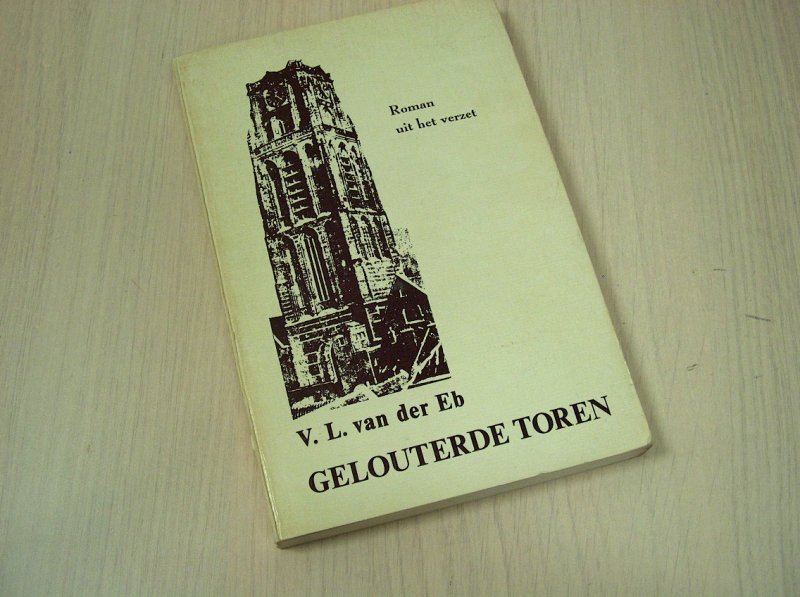 Roman
uit het verzet
V. L. van der Eb
GELOUTERDE TOREN